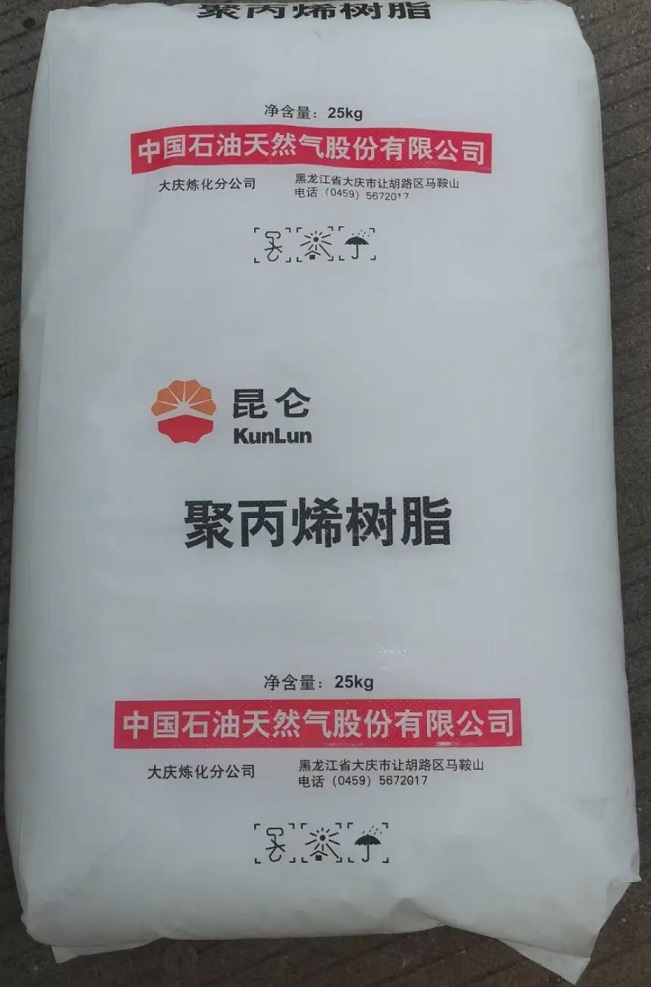 聚丙烯树脂
净含量：25kg
中国石油天然气股份有限公司
大庆炼化分公司
黑龙江省大庆市让胡路区马鞍山
电话（0459）5672017
昆仑
KunLun
聚丙烯树脂
净含量：25kg
中国石油天然气股份有限公司
大庆炼化分公司
黑龙江省大庆市让胡路区马鞍山
电话（0459）5672017